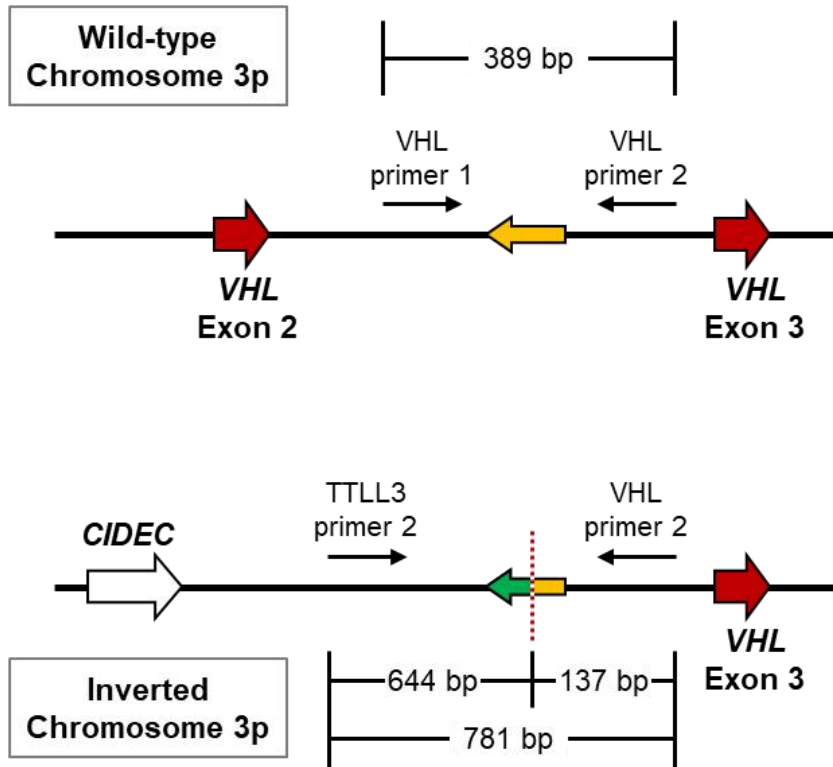 Wild-type
Chromosome 3p
389 bp
VHL
primer 1
VHL
primer 2
VHL
Exon 2
VHL
Exon 3
CIDEC
TTLL3
primer 2
VHL
primer 2
VHL
Exon 3
Inverted
Chromosome 3p
644 bp
137 bp
781 bp